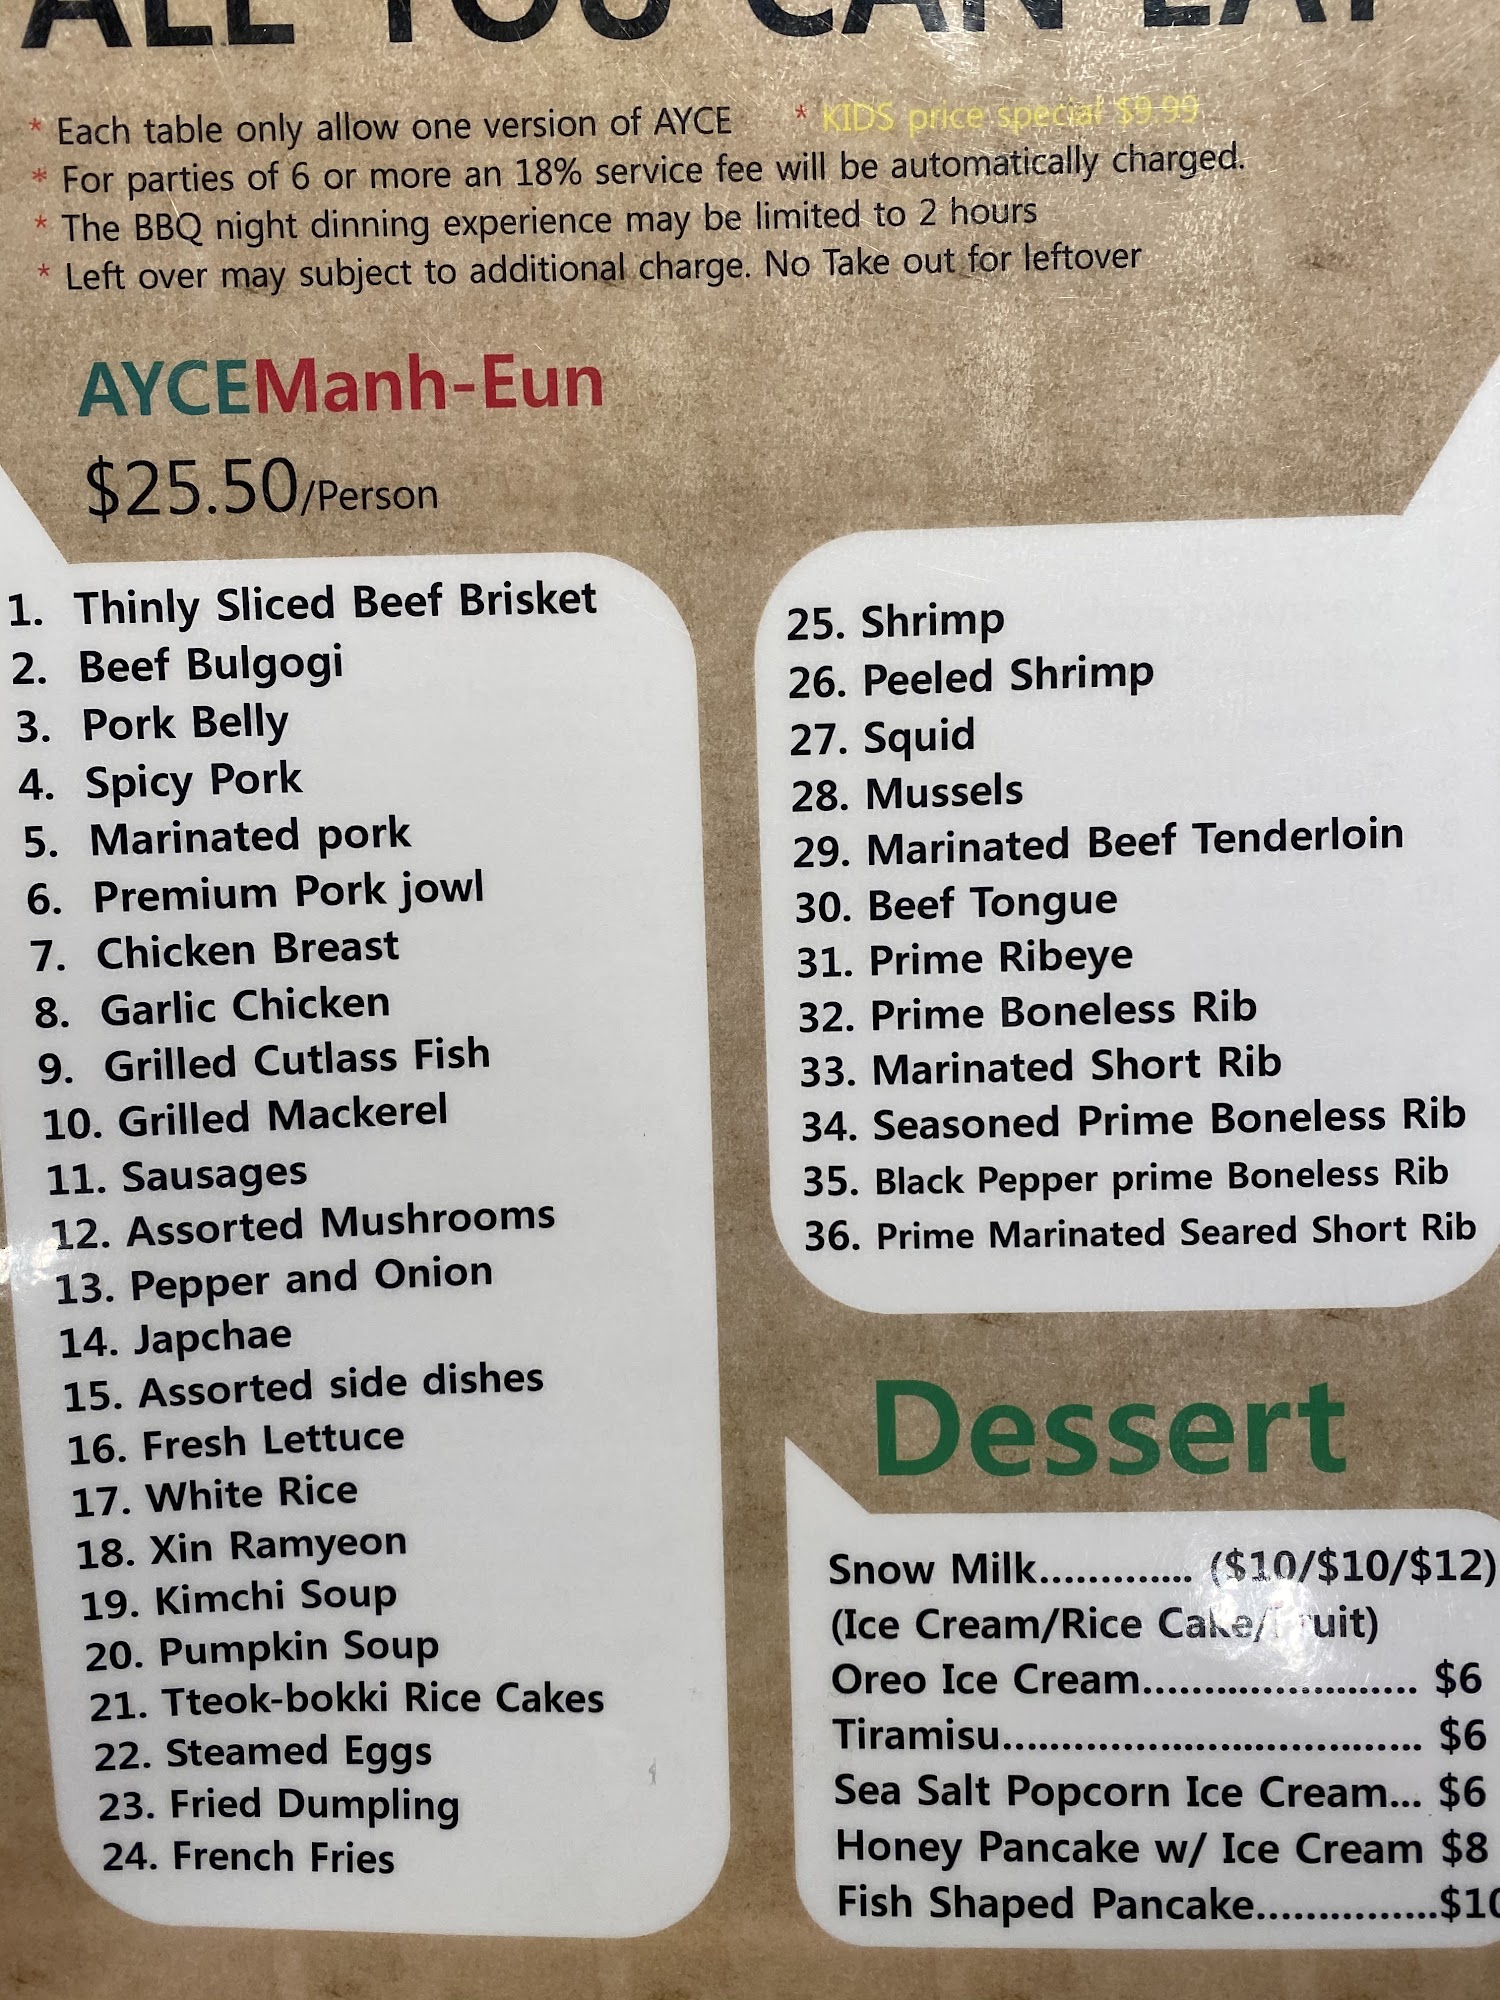 ALL YOU CAN EAT
* Each table only allow one version of AYCE * KIDS price special $9.99
* For parties of 6 or more an 18% service fee will be automatically charged.
* The BBQ night dinning experience may be limited to 2 hours
* Left over may subject to additional charge. No Take out for leftover
AYCEManh-Eun
$25.50/Person
1. Thinly Sliced Beef Brisket
2. Beef Bulgogi
3. Pork Belly
4. Spicy Pork
5. Marinated pork
6. Premium Pork jowl
7. Chicken Breast
8. Garlic Chicken
9. Grilled Cutlass Fish
10. Grilled Mackerel
11. Sausages
12. Assorted Mushrooms
13. Pepper and Onion
14. Japchae
15. Assorted side dishes
16. Fresh Lettuce
17. White Rice
18. Xin Ramyeon
19. Kimchi Soup
20. Pumpkin Soup
21. Tteok-bokki Rice Cakes
22. Steamed Eggs
23. Fried Dumpling
24. French Fries
25. Shrimp
26. Peeled Shrimp
27. Squid
28. Mussels
29. Marinated Beef Tenderloin
30. Beef Tongue
31. Prime Ribeye
32. Prime Boneless Rib
33. Marinated Short Rib
34. Seasoned Prime Boneless Rib
35. Black Pepper prime Boneless Rib
36. Prime Marinated Seared Short Rib
Dessert
Snow Milk............. ($10/$10/$12)
(Ice Cream/Rice Cake/Fruit)
Oreo Ice Cream....................... $6
Tiramisu................................... $6
Sea Salt Popcorn Ice Cream... $6
Honey Pancake w/ Ice Cream $8
Fish Shaped Pancake...............$10